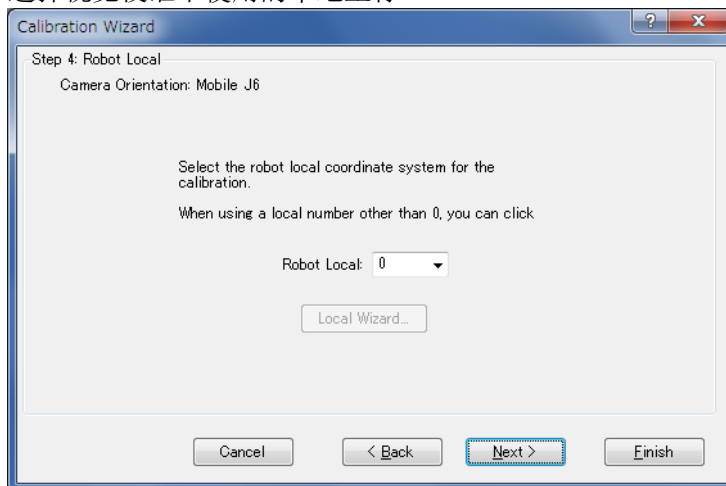 Calibration Wizard
Step 4: Robot Local
Camera Orientation: Mobile J6
Select the robot local coordinate system for the
calibration.
When using a local number other than 0, you can click
Robot Local: 0
Local Wizard...
Cancel
< Back
Next >
Finish